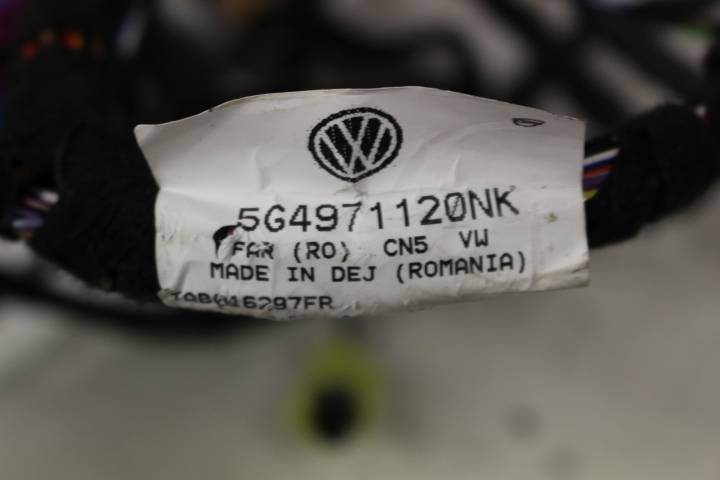 5G4971120NK
FAR (RO) CN5 VW
MADE IN DEJ (ROMANIA)